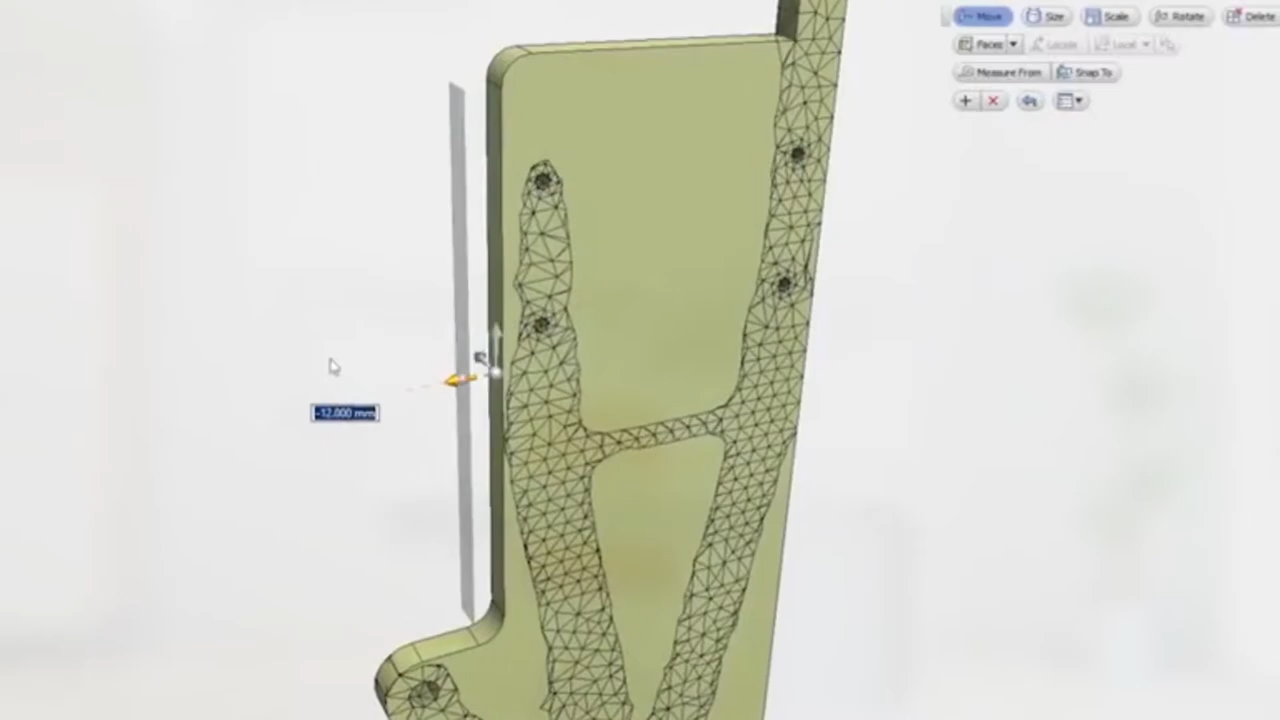 Move Size Scale Rotate Delete
Faces Locate Local
Measure From Snap To
-12.000 mm